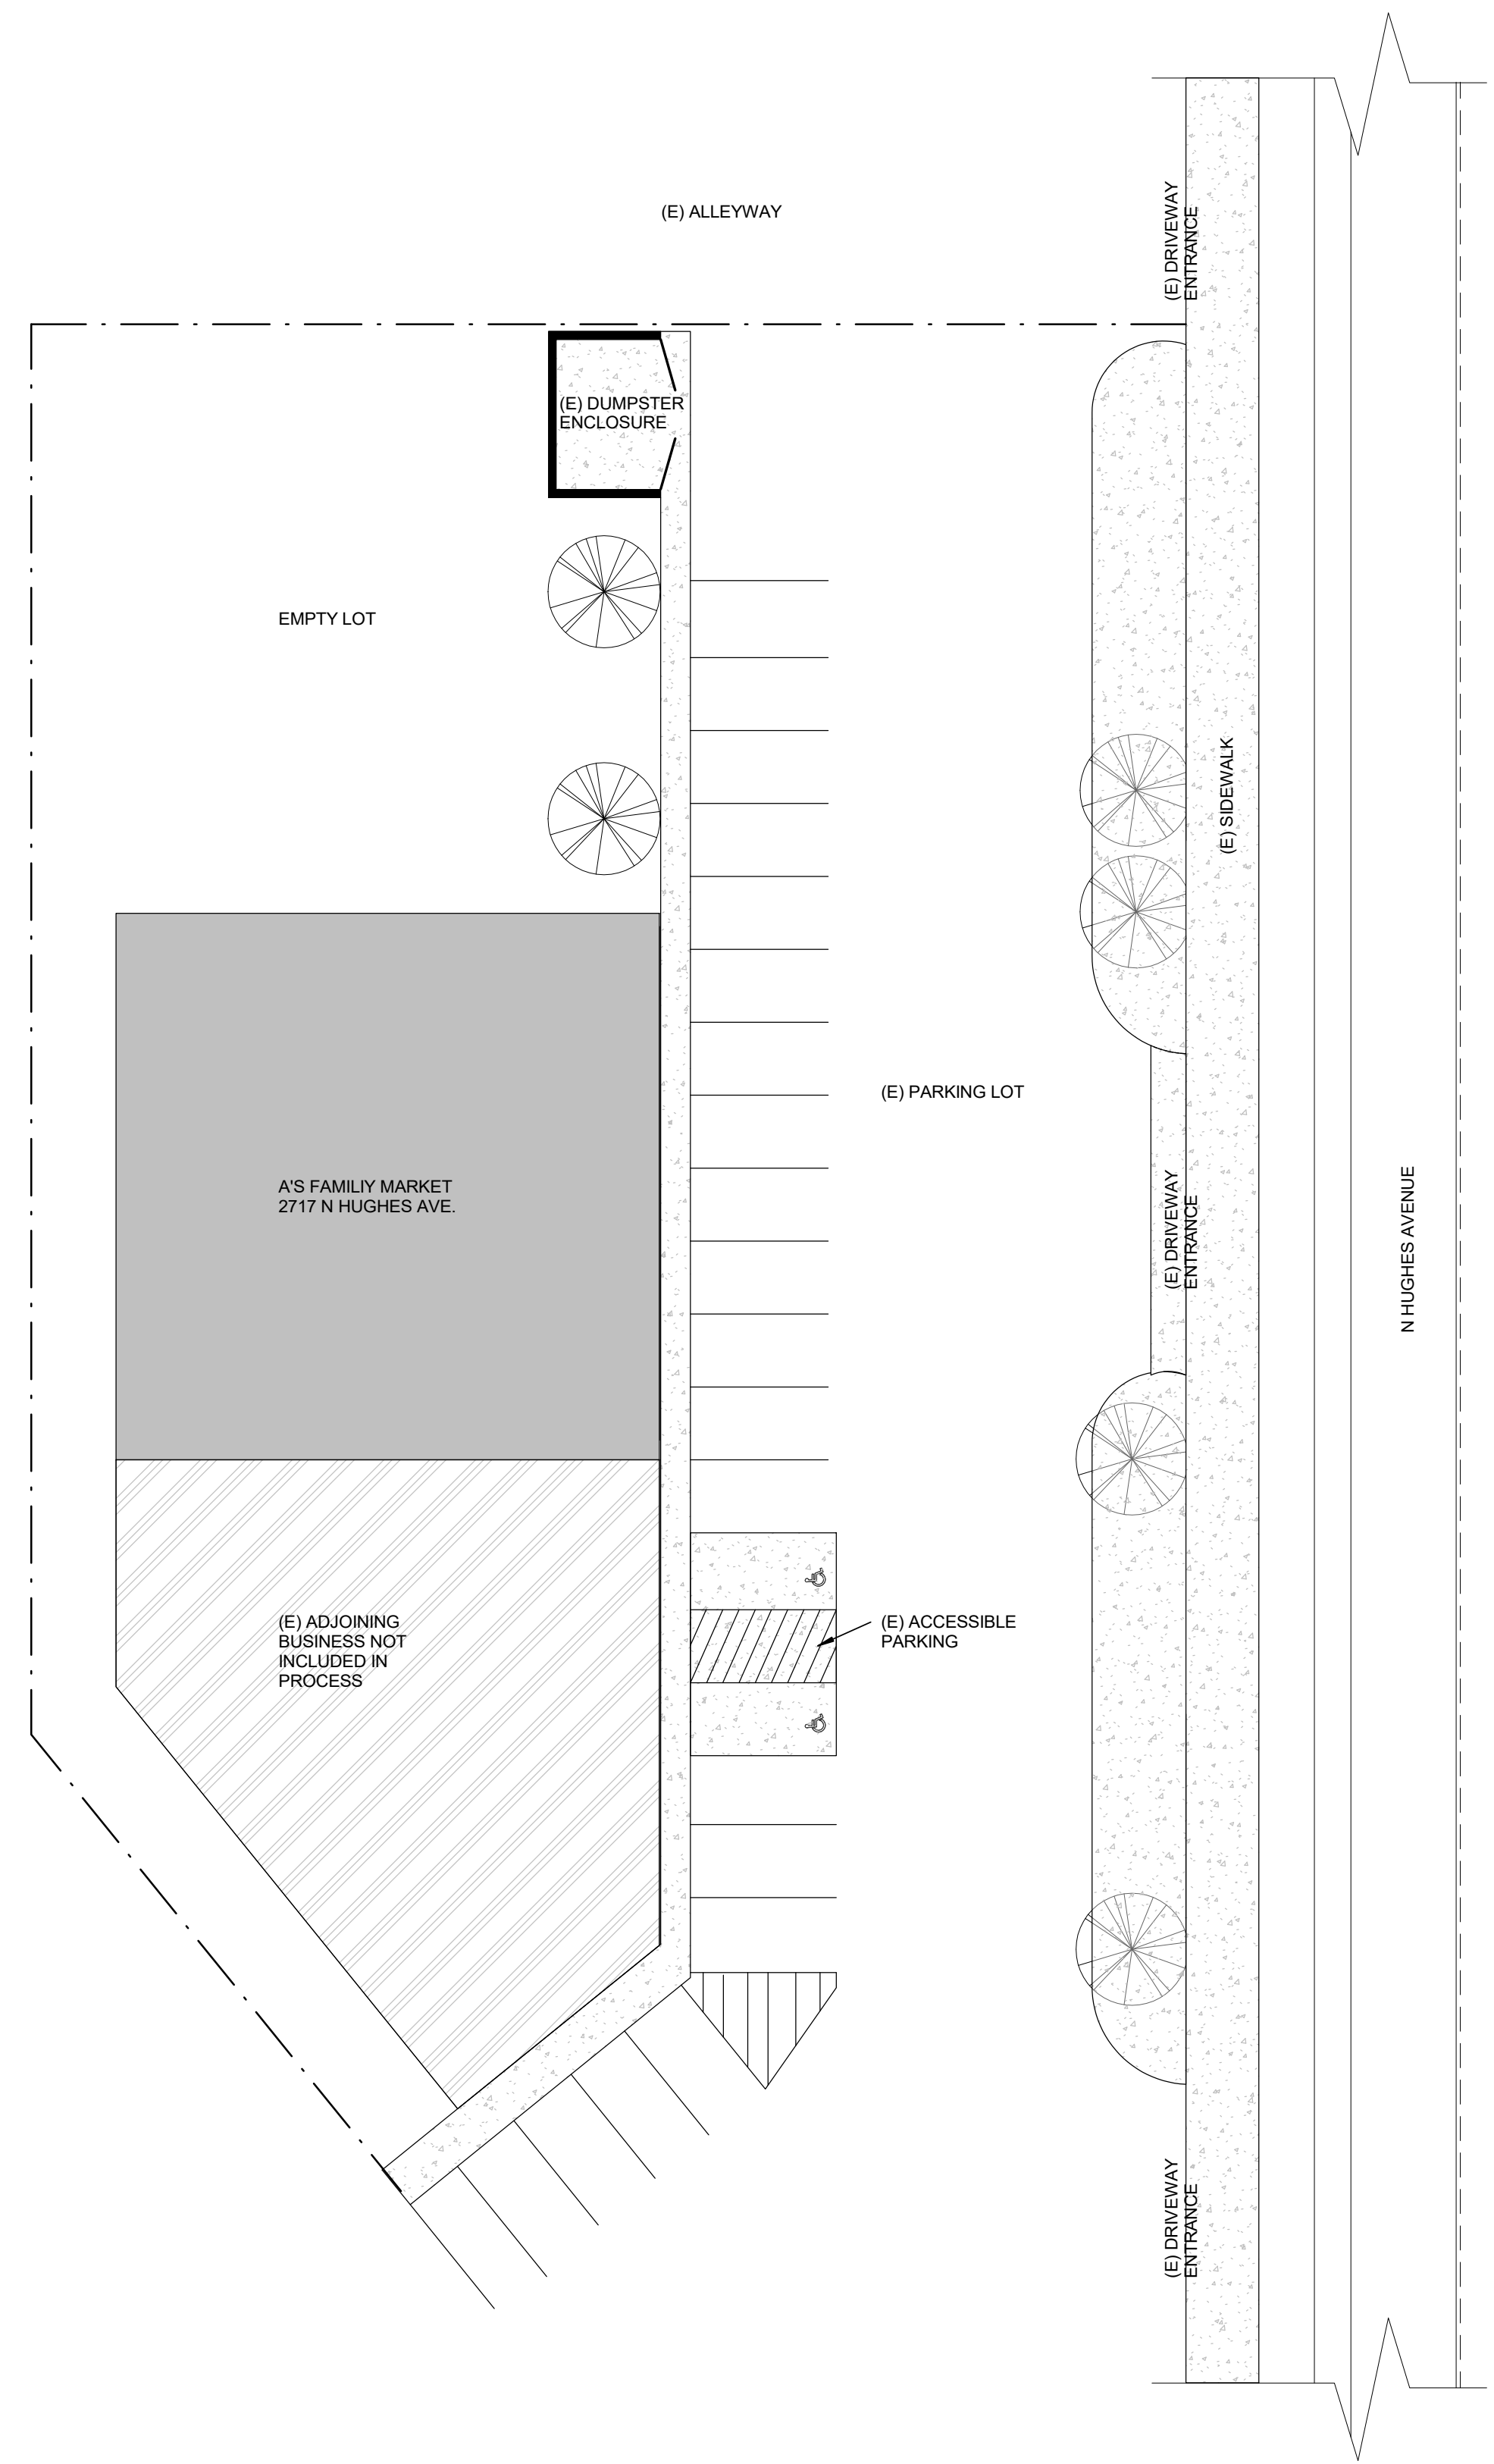 (E) ALLEYWAY
(E) DRIVEWAY
ENTRANCE
(E) DUMPSTER
ENCLOSURE
EMPTY LOT
(E) SIDEWALK
(E) PARKING LOT
A'S FAMILIY MARKET
2717 N HUGHES AVE.
(E) DRIVEWAY
ENTRANCE
N HUGHES AVENUE
(E) ADJOINING
BUSINESS NOT
INCLUDED IN
PROCESS
(E) ACCESSIBLE
PARKING
(E) DRIVEWAY
ENTRANCE